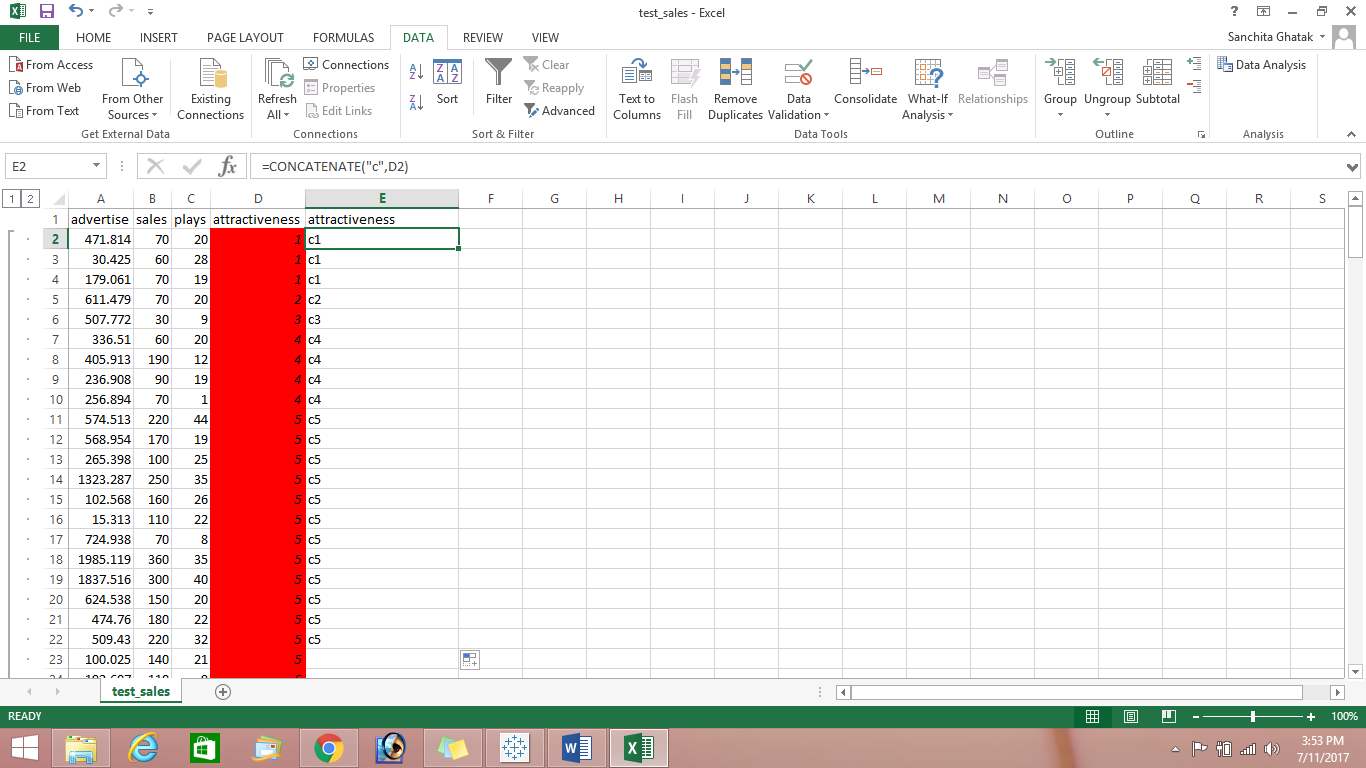 test_sales - Excel
FILE HOME INSERT PAGE LAYOUT FORMULAS DATA REVIEW VIEW Sanchita Ghatak
From Access
From Web
From Text
From Other Sources
Existing Connections
Get External Data
Refresh All
Connections
Properties
Edit Links
Connections
Sort
Filter
Clear
Reapply
Advanced
Sort & Filter
Text to Columns
Flash Fill
Remove Duplicates
Data Validation
Consolidate
What-If Analysis
Relationships
Data Tools
Group
Ungroup
Subtotal
Outline
Data Analysis
Analysis
E2 fx =CONCATENATE("c",D2)
1 2 A B C D E F G H I J K L M N O P Q R S
1 advertise sales plays attractiveness attractiveness
2 471.814 70 20 1 c1
3 30.425 60 28 1 c1
4 179.061 70 19 1 c1
5 611.479 70 20 2 c2
6 507.772 30 9 3 c3
7 336.51 60 20 4 c4
8 405.913 190 12 4 c4
9 236.908 90 19 4 c4
10 256.894 70 1 4 c4
11 574.513 220 44 5 c5
12 568.954 170 19 5 c5
13 265.398 100 25 5 c5
14 1323.287 250 35 5 c5
15 102.568 160 26 5 c5
16 15.313 110 22 5 c5
17 724.938 70 8 5 c5
18 1985.119 360 35 5 c5
19 1837.516 300 40 5 c5
20 624.538 150 20 5 c5
21 474.76 180 22 5 c5
22 509.43 220 32 5 c5
23 100.025 140 21 5
test_sales
READY 100%
3:53 PM
7/11/2017